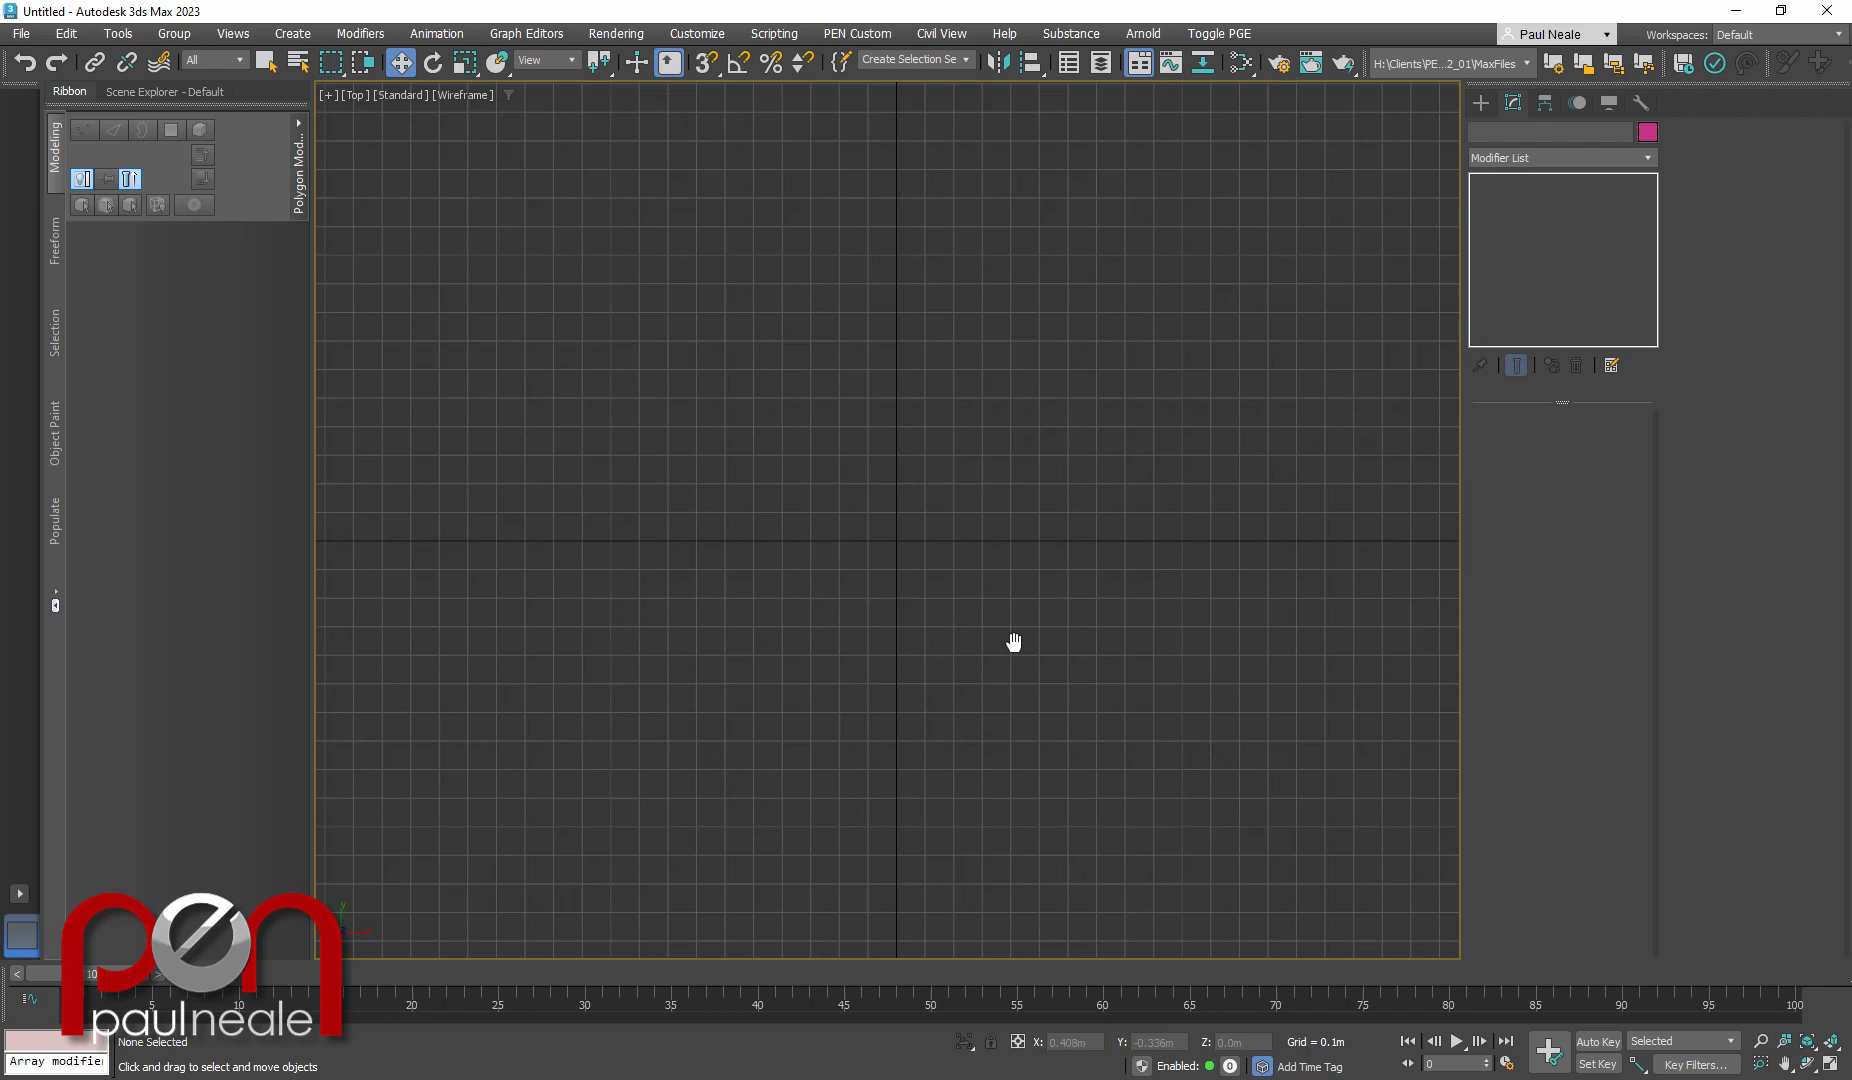 Untitled - Autodesk 3ds Max 2023
File Edit Tools Group Views Create Modifiers Animation Graph Editors Rendering Customize Scripting PEN Custom Civil View Help Substance Arnold Toggle PGE Paul Neale Workspaces: Default
All View Create Selection Se H:\Clients\PE...2_01\MaxFiles
Ribbon Scene Explorer - Default
[+] [Top] [Standard] [Wireframe]
Modeling
Polygon Mod...
Freeform
Selection
Object Paint
Populate
Modifier List
y
pen
paulneale
< 10 >
5 10 20 25 30 35 40 45 50 55 60 65 70 75 80 85 90 95 100
None Selected X: 0.408m Y: -0.336m Z: 0.0m Grid = 0.1m Auto Key Selected
Array modifier Click and drag to select and move objects Enabled: 0 Add Time Tag 0 Set Key Key Filters...